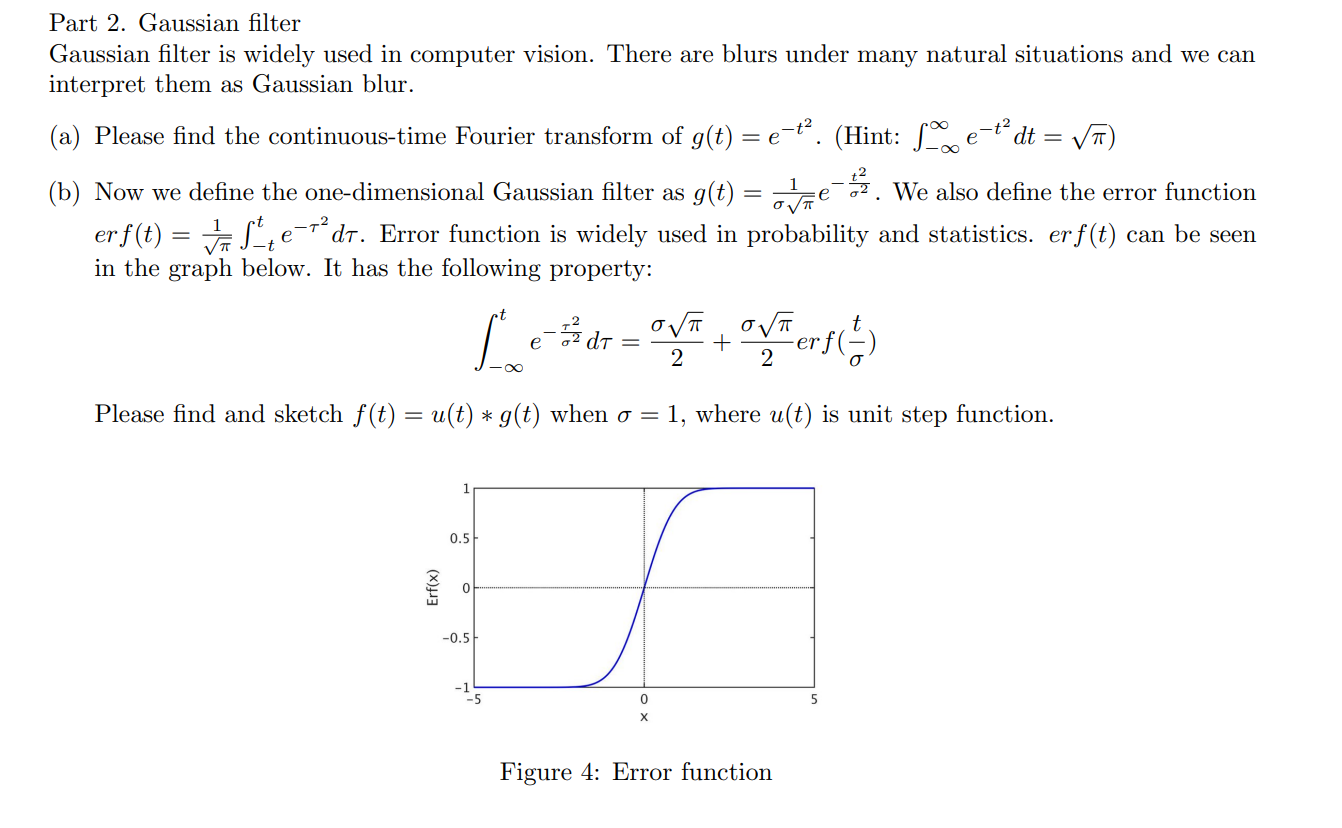 Part 2. Gaussian filter
Gaussian filter is widely used in computer vision. There are blurs under many natural situations and we can
interpret them as Gaussian blur.
(a) Please find the continuous-time Fourier transform of g(t) = e^{-t^2}. (Hint: ∫_{-∞}^{∞} e^{-t^2} dt = √π)
(b) Now we define the one-dimensional Gaussian filter as g(t) = \frac{1}{σ√π} e^{-\frac{t^2}{σ^2}}. We also define the error function
erf(t) = \frac{1}{√π} ∫_{-t}^{t} e^{-τ^2} dτ. Error function is widely used in probability and statistics. erf(t) can be seen
in the graph below. It has the following property:
∫_{-∞}^{t} e^{-\frac{τ^2}{σ^2}} dτ = \frac{σ√π}{2} + \frac{σ√π}{2} erf(\frac{t}{σ})
Please find and sketch f(t) = u(t) * g(t) when σ = 1, where u(t) is unit step function.
1
0.5
0
-0.5
-1
Erf(x)
-5
0
5
x
Figure 4: Error function